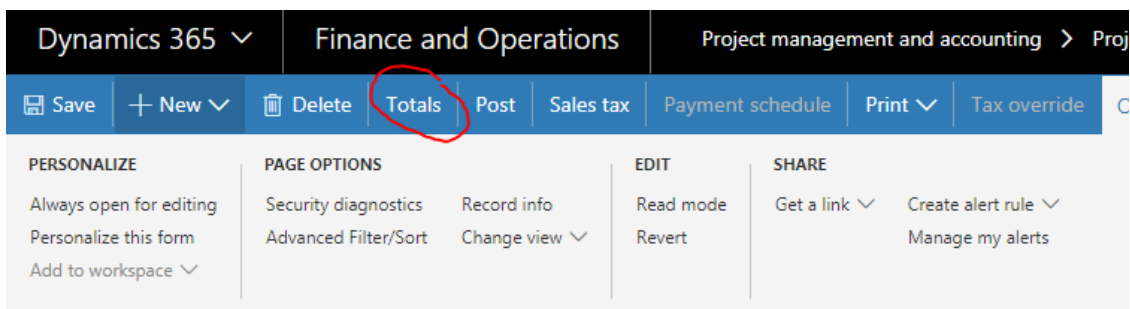 Dynamics 365 Finance and Operations Project management and accounting > Proj
Save + New Delete Totals Post Sales tax Payment schedule Print Tax override O
PERSONALIZE PAGE OPTIONS EDIT SHARE
Always open for editing Security diagnostics Record info Read mode Get a link Create alert rule
Personalize this form Advanced Filter/Sort Change view Revert Manage my alerts
Add to workspace